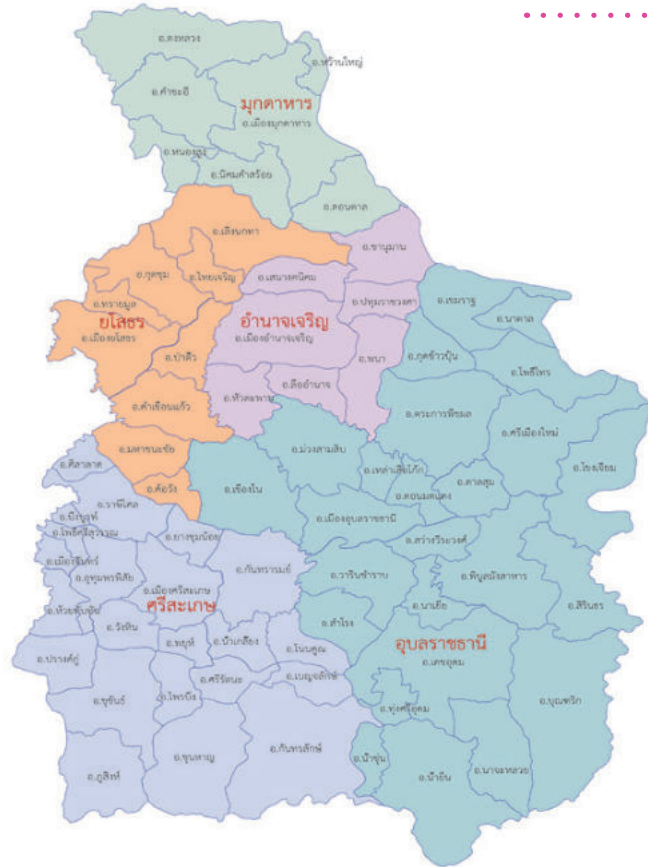 อ.ดงหลวง
อ.หว้านใหญ่
อ.คำชะอี
มุกดาหาร
อ.เมืองมุกดาหาร
อ.หนองสูง
อ.นิคมคำสร้อย
อ.ดอนตาล
อ.เลิงนกทา
อ.ชานุมาน
อ.กุดชุม
อ.ไทยเจริญ
อ.เสนางคนิคม
อ.ทรายมูล
อ.ปทุมราชวงศา
อ.เขมราฐ
อ.นาตาล
ยโสธร
อ.เมืองยโสธร
อำนาจเจริญ
อ.เมืองอำนาจเจริญ
อ.ป่าติ้ว
อ.พนา
อ.กุดข้าวปุ้น
อ.โพธิ์ไทร
อ.ลืออำนาจ
อ.หัวตะพาน
อ.คำเขื่อนแก้ว
อ.ตระการพืชผล
อ.ศรีเมืองใหม่
อ.มหาชนะชัย
อ.ม่วงสามสิบ
อ.โขงเจียม
อ.ศิลาลาด
อ.เหล่าเสือโก้ก
อ.ค้อวัง
อ.เขื่องใน
อ.ตาลสุม
อ.ดอนมดแดง
อ.ราษีไศล
อ.บึงบูรพ์
อ.เมืองอุบลราชธานี
อ.โพธิ์ศรีสุวรรณ
อ.ยางชุมน้อย
อ.สว่างวีระวงศ์
อ.เมืองจันทร์
อ.กันทรารมย์
อ.วารินชำราบ
อ.พิบูลมังสาหาร
อ.อุทุมพรพิสัย
อ.เมืองศรีสะเกษ
ศรีสะเกษ
อ.ห้วยทับทัน
อ.นาเยีย
อ.สิรินธร
อ.วังหิน
อ.สำโรง
อ.พยุห์
อ.น้ำเกลี้ยง
อ.โนนคูณ
อุบลราชธานี
อ.เดชอุดม
อ.ปรางค์กู่
อ.ศรีรัตนะ
อ.เบญจลักษ์
อ.ขุขันธ์
อ.ไพรบึง
อ.บุณฑริก
อ.ทุ่งศรีอุดม
อ.ภูสิงห์
อ.ขุนหาญ
อ.กันทรลักษ์
อ.น้ำขุ่น
อ.น้ำยืน
อ.นาจะหลวย